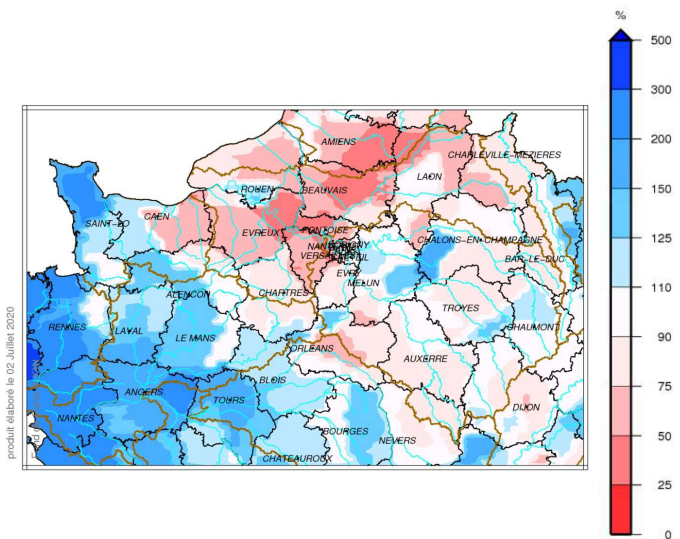 %
500
300
200
150
125
110
90
75
50
25
0
AMIENS
CHARLEVILLE-MEZIERES
LAON
ROUEN
BEAUVAIS
CAEN
SAINT-LO
EVREUX
PONTOISE
CHALONS-EN-CHAMPAGNE
BAR-LE-DUC
EVRY
MELUN
ALENCON
CHARTRES
TROYES
RENNES
LAVAL
LE MANS
CHAUMONT
ORLEANS
AUXERRE
BLOIS
ANGERS
TOURS
DIJON
NANTES
BOURGES
NEVERS
CHATEAUROUX
produit élaboré le 02 Juillet 2020